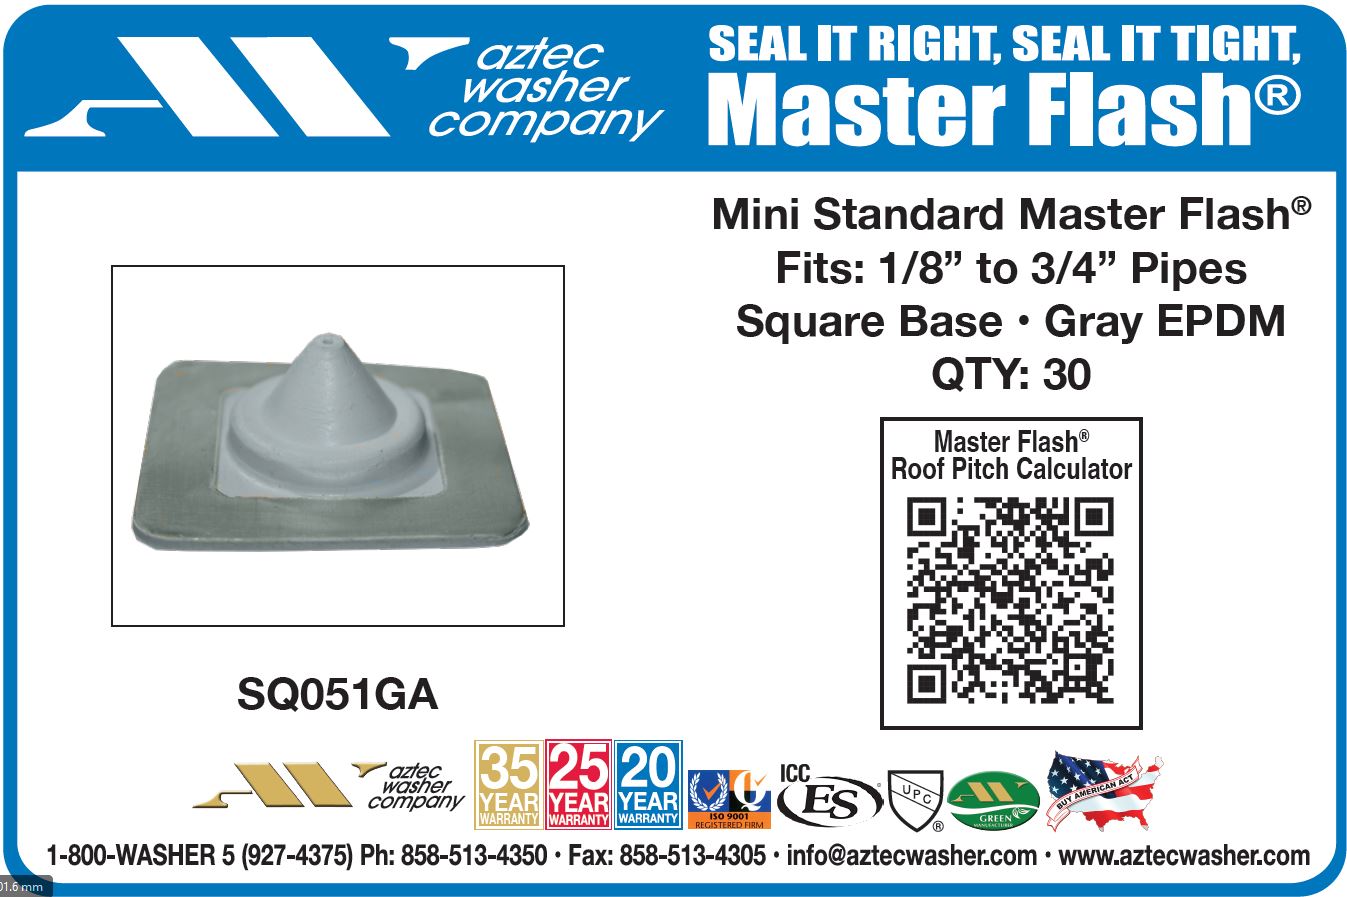 aztec
washer
company
SEAL IT RIGHT, SEAL IT TIGHT,
Master Flash®
Mini Standard Master Flash®
Fits: 1/8” to 3/4” Pipes
Square Base • Gray EPDM
QTY: 30
Master Flash®
Roof Pitch Calculator
SQ051GA
aztec
washer
company
35
YEAR
WARRANTY
25
YEAR
WARRANTY
20
YEAR
WARRANTY
ISO 9001
REGISTERED FIRM
ICC
ES
UPC
®
GREEN
MANUFACTURER
BUY AMERICAN ACT
1-800-WASHER 5 (927-4375) Ph: 858-513-4350 • Fax: 858-513-4305 • info@aztecwasher.com • www.aztecwasher.com
01.6 mm